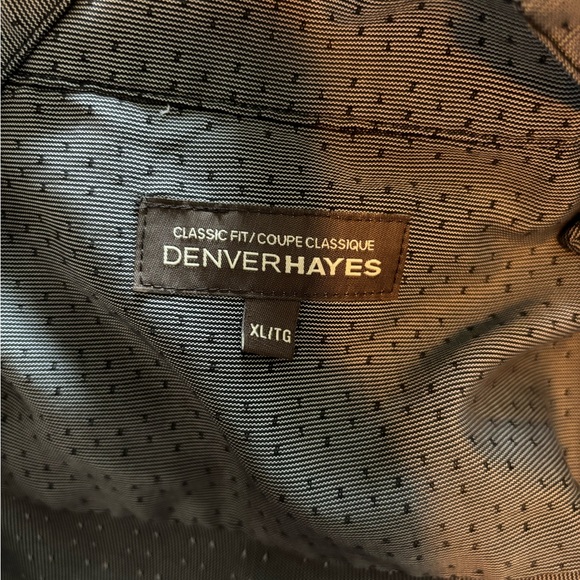 CLASSIC FIT/COUPE CLASSIQUE
DENVERHAYES
XL/TG